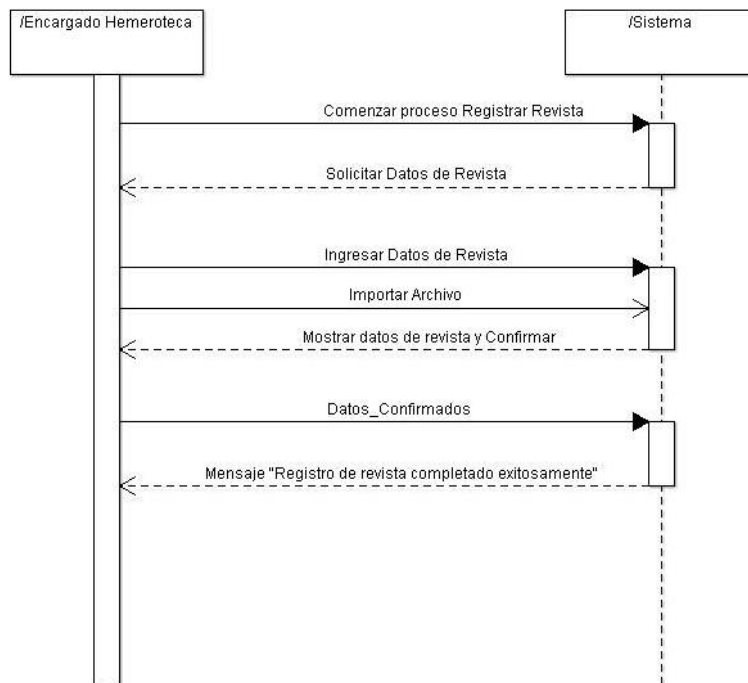 /Encargado Hemeroteca
/Sistema
Comenzar proceso Registrar Revista
Solicitar Datos de Revista
Ingresar Datos de Revista
Importar Archivo
Mostrar datos de revista y Confirmar
Datos_Confirmados
Mensaje "Registro de revista completado exitosamente"